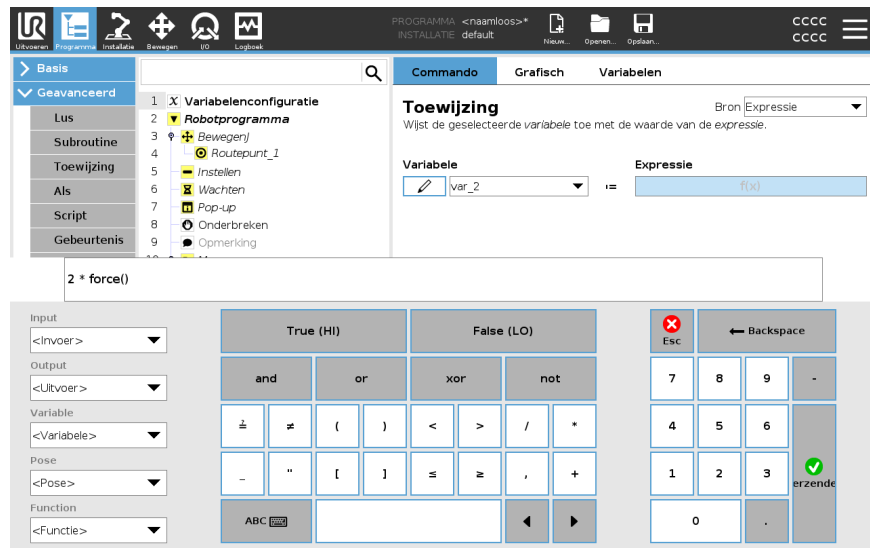 PROGRAMMA <naamloos>*
INSTALLATIE default
cccc
cccc
UR
Uitvoeren Programma Installatie Bewegen I/O Logboek
Nieuw... Openen... Opslaan...
Basis
Geavanceerd
Lus
Subroutine
Toewijzing
Als
Script
Gebeurtenis
1 X Variabelenconfiguratie
2 Robotprogramma
3 BewegenJ
4 Routepunt_1
5 Instellen
6 Wachten
7 Pop-up
8 Onderbreken
9 Opmerking
Commando Grafisch Variabelen
Toewijzing
Bron Expressie
Wijst de geselecteerde variabele toe met de waarde van de expressie.
Variabele
Expressie
var_2 := f(x)
2 * force()
Input
<Invoer>
Output
<Uitvoer>
Variable
<Variabele>
Pose
<Pose>
Function
<Functie>
True (HI) False (LO)
and or xor not
≟ ≠ ( ) < > / *
_ " [ ] ≤ ≥ , +
ABC
Esc Backspace
7 8 9 -
4 5 6
1 2 3
erzende
0 .